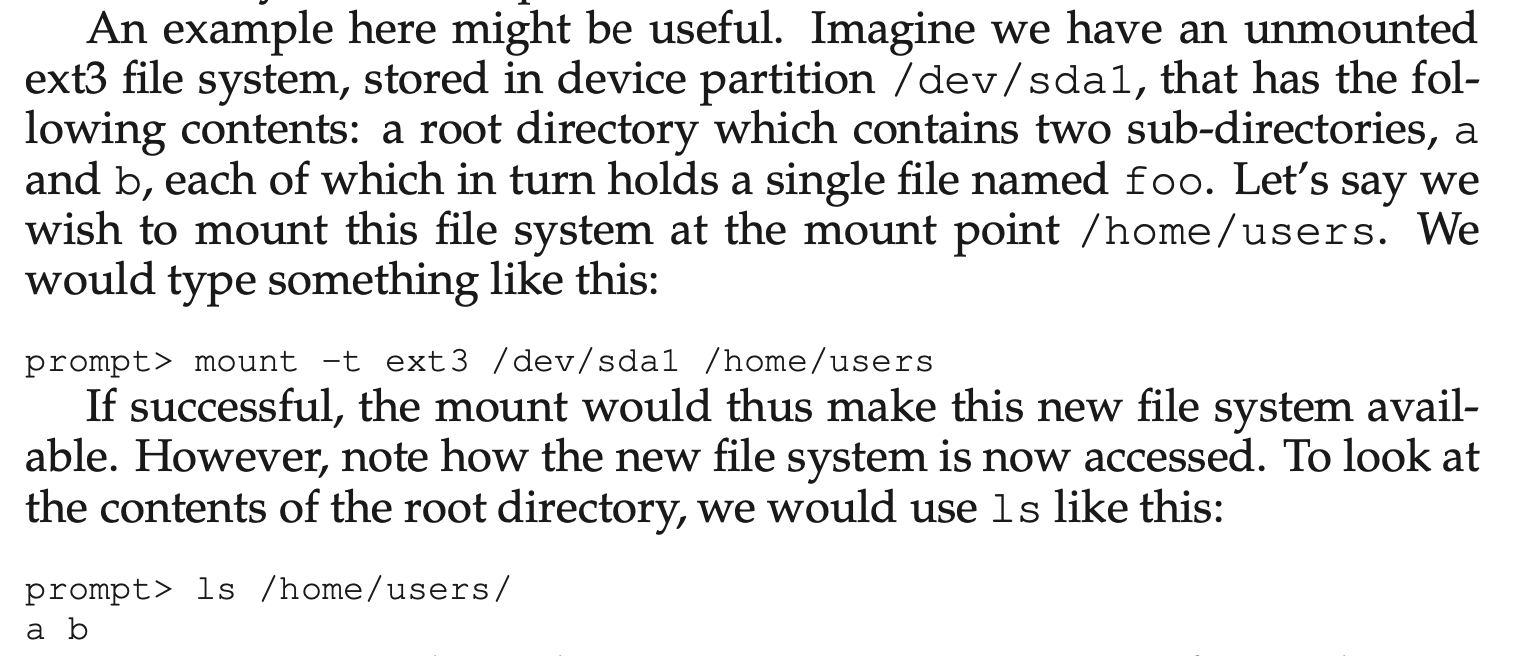 An example here might be useful. Imagine we have an unmounted
ext3 file system, stored in device partition /dev/sda1, that has the fol-
lowing contents: a root directory which contains two sub-directories, a
and b, each of which in turn holds a single file named foo. Let's say we
wish to mount this file system at the mount point /home/users. We
would type something like this:
prompt> mount -t ext3 /dev/sda1 /home/users
If successful, the mount would thus make this new file system avail-
able. However, note how the new file system is now accessed. To look at
the contents of the root directory, we would use ls like this:
prompt> ls /home/users/
a b